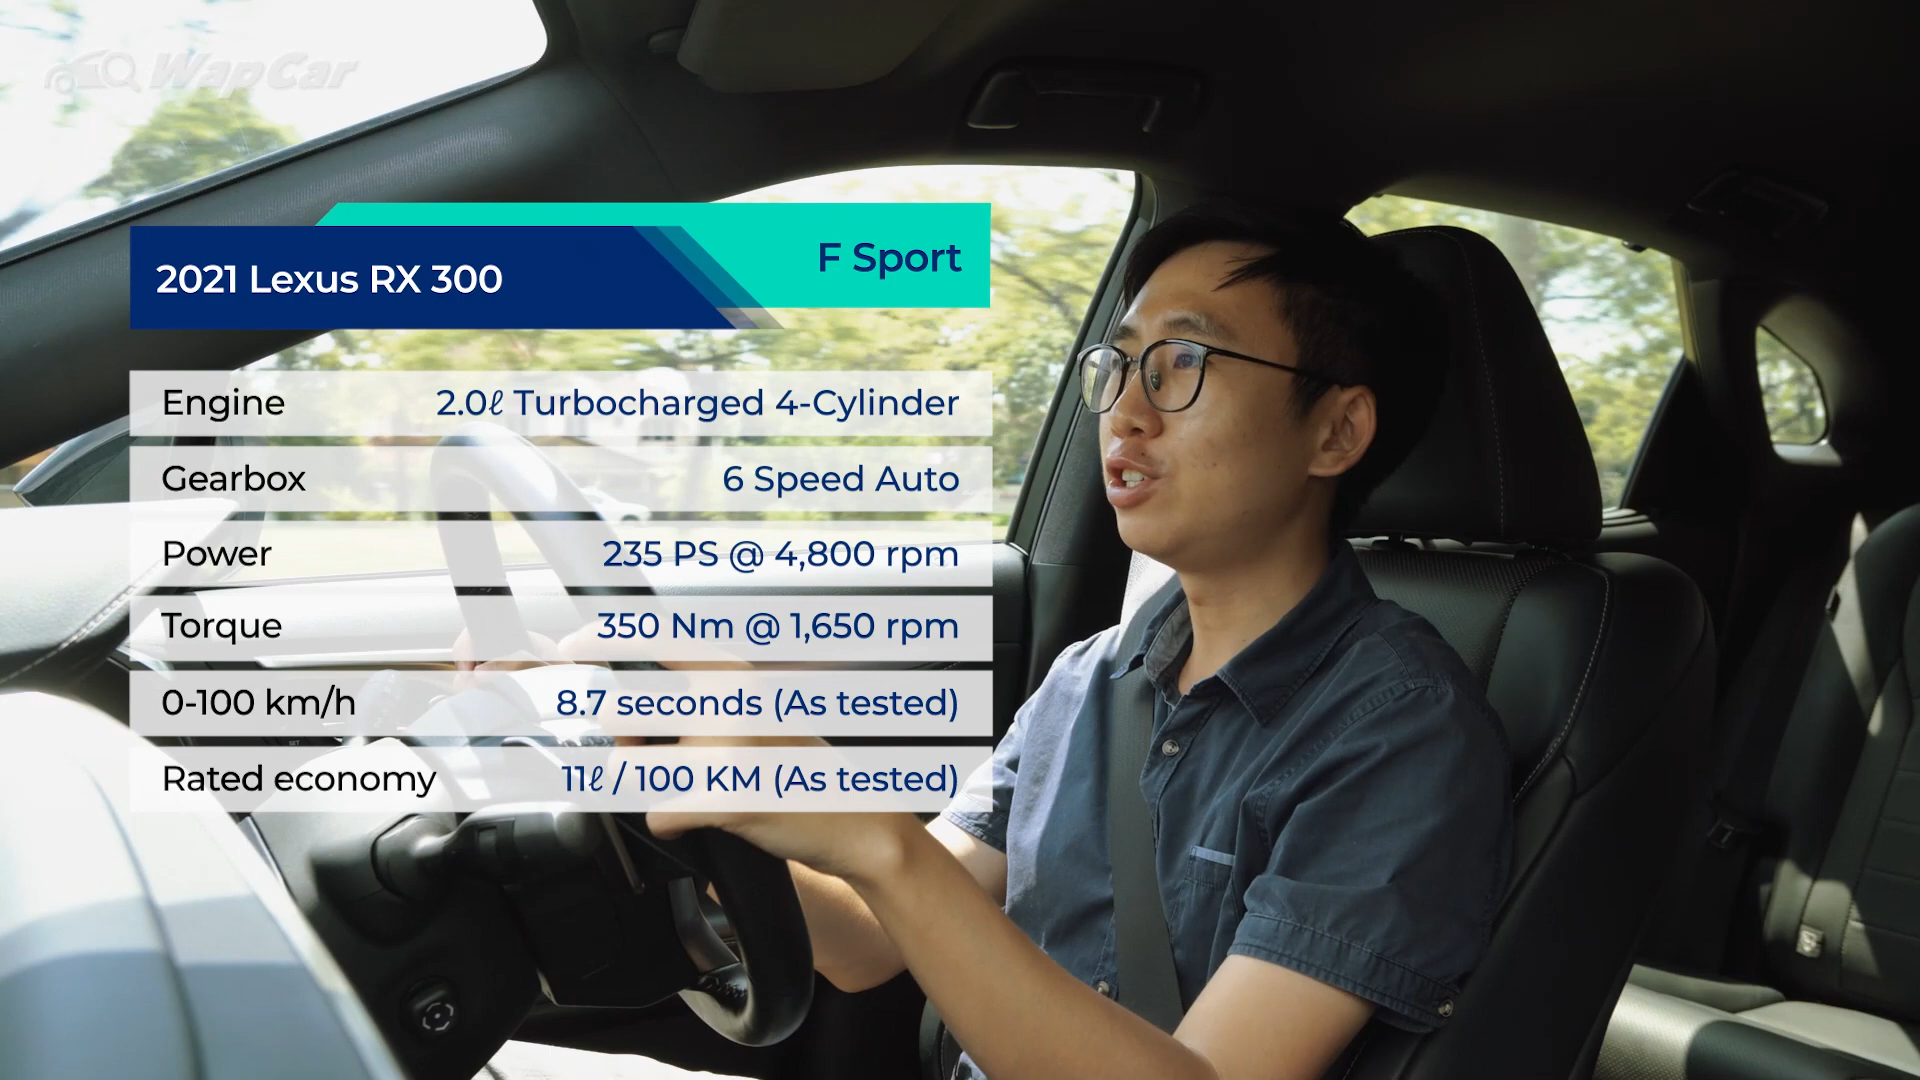 WapCar
F Sport
2021 Lexus RX 300
Engine 2.0ℓ Turbocharged 4-Cylinder
Gearbox 6 Speed Auto
Power 235 PS @ 4,800 rpm
Torque 350 Nm @ 1,650 rpm
0-100 km/h 8.7 seconds (As tested)
Rated economy 11ℓ / 100 KM (As tested)
SET